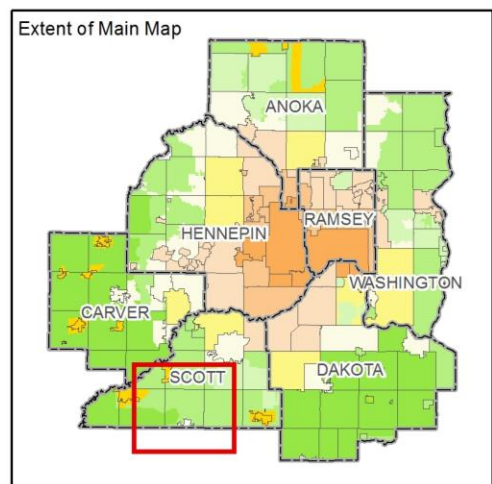 Extent of Main Map
ANOKA
RAMSEY
HENNEPIN
WASHINGTON
CARVER
SCOTT
DAKOTA